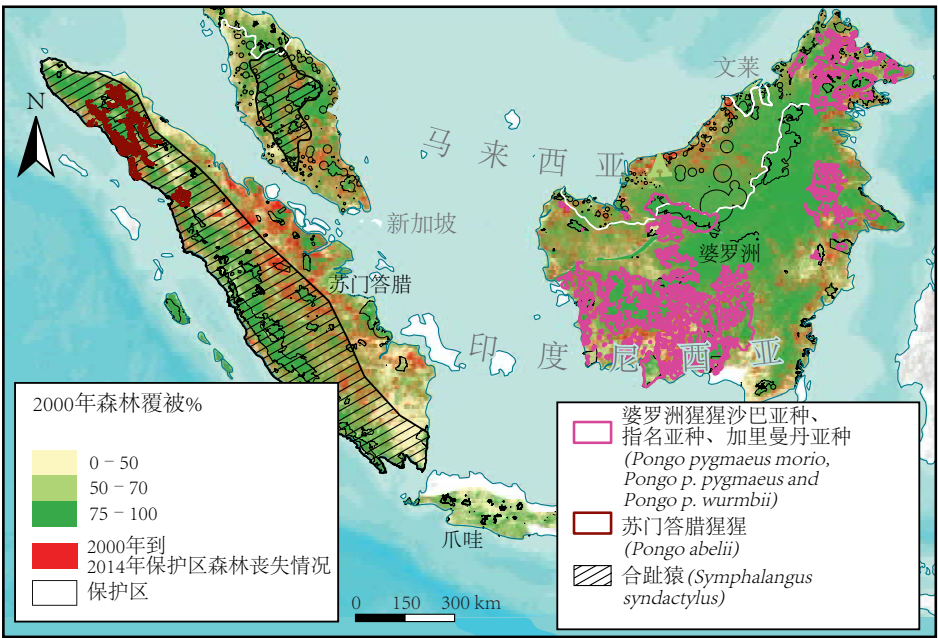 文莱
N
马来西亚
新加坡
婆罗洲
苏门答腊
印度尼西亚
爪哇
2000年森林覆被%
0 – 50
50 – 70
75 – 100
2000年到
2014年保护区森林丧失情况
保护区
0 150 300 km
婆罗洲猩猩沙巴亚种、
指名亚种、加里曼丹亚种
(Pongo pygmaeus morio,
Pongo p. pygmaeus and
Pongo p. wurmbii)
苏门答腊猩猩
(Pongo abelii)
合趾猿 (Symphalangus
syndactylus)